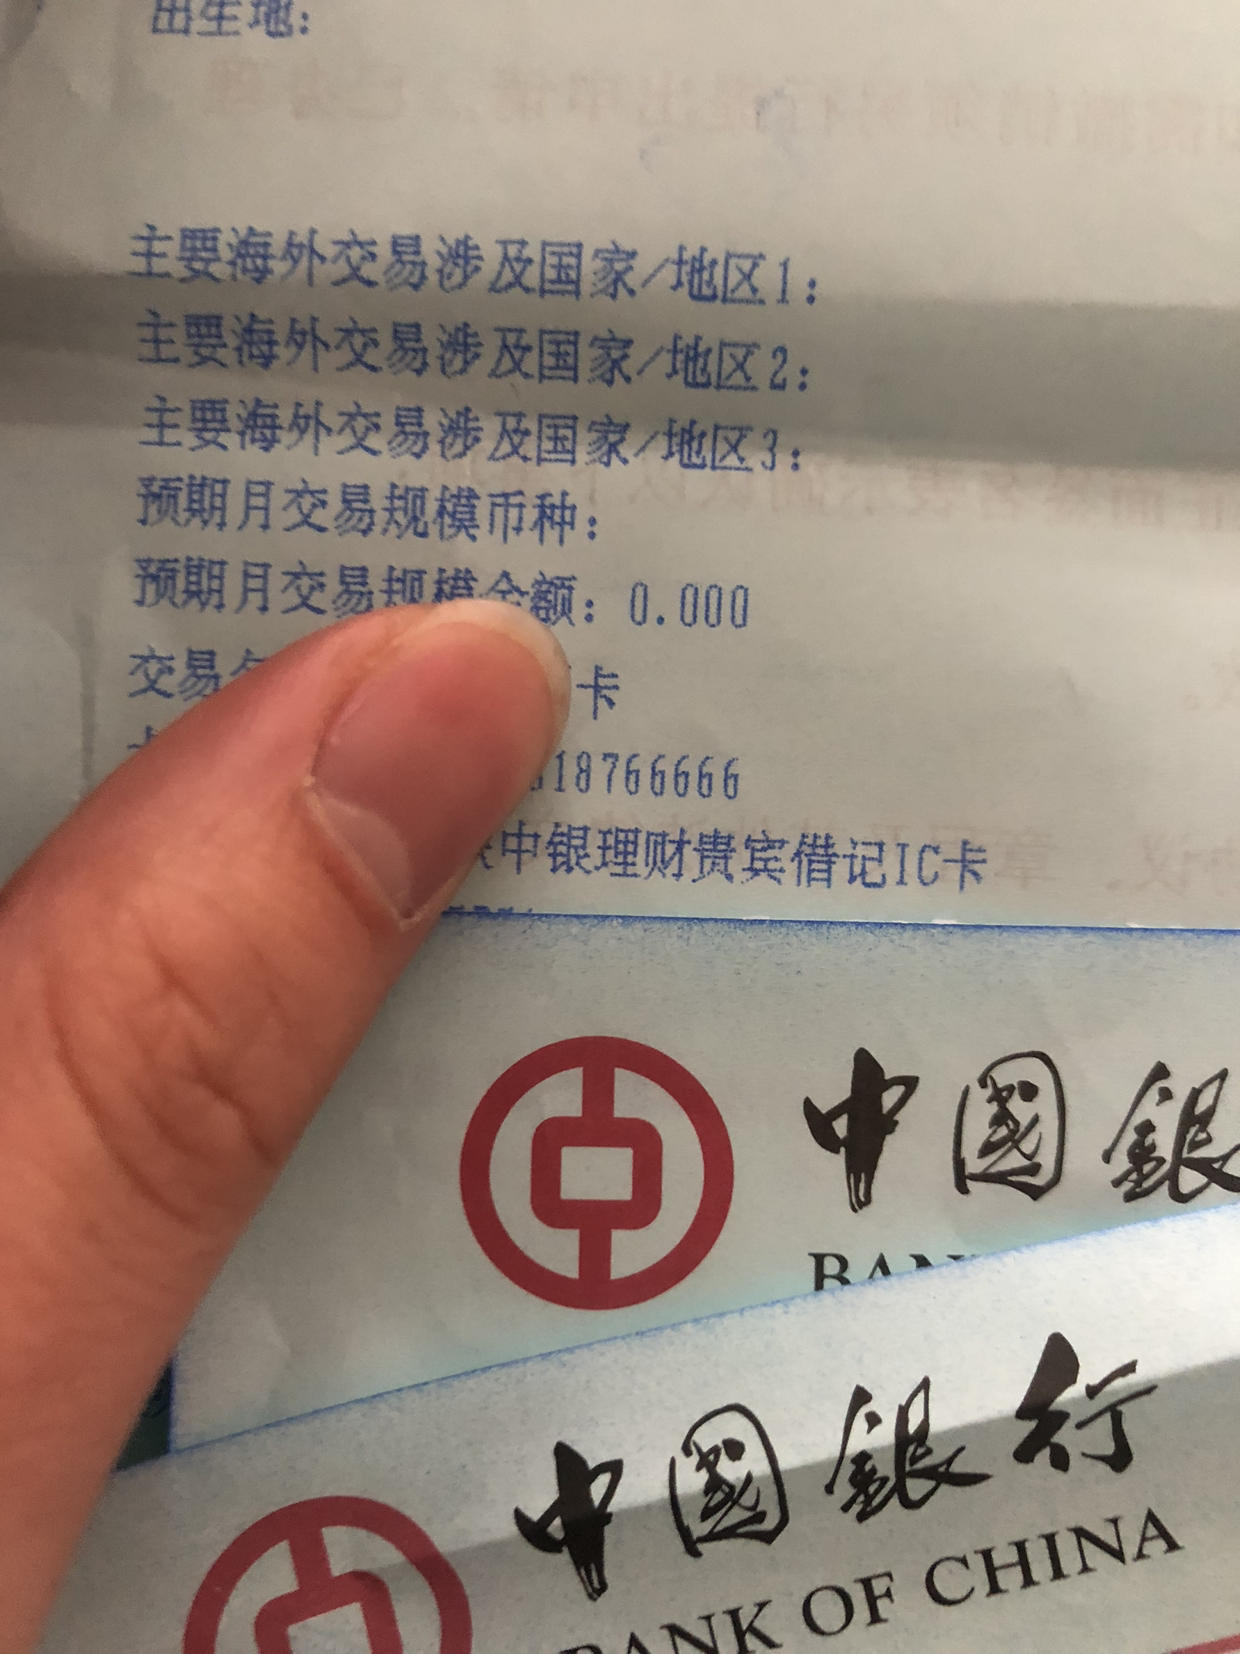 出生地:
主要海外交易涉及国家/地区1:
主要海外交易涉及国家/地区2:
主要海外交易涉及国家/地区3:
预期月交易规模币种:
预期月交易规模金额: 0.000
交易 卡
18766666
中银理财贵宾借记IC卡
中國銀
中國銀行
BANK OF CHINA